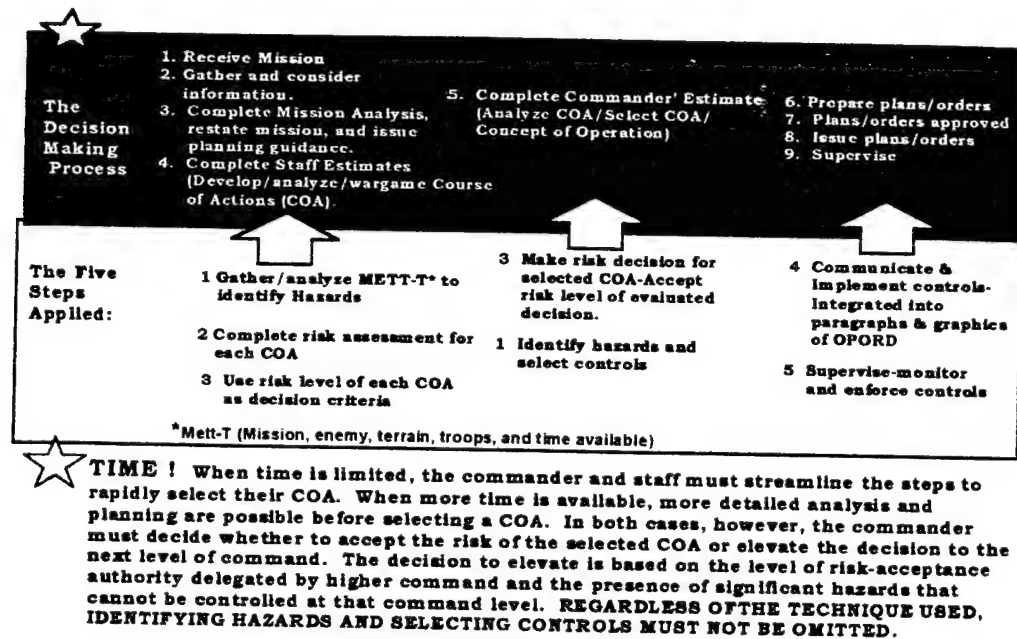 The
Decision
Making
Process
1. Receive Mission
2. Gather and consider
information.
3. Complete Mission Analysis,
restate mission, and issue
planning guidance.
4. Complete Staff Estimates
(Develop/analyze/wargame Course
of Actions (COA).
5. Complete Commander' Estimate
(Analyze COA/Select COA/
Concept of Operation)
6. Prepare plans/orders
7. Plans/orders approved
8. Issue plans/orders
9. Supervise
The Five
Steps
Applied:
1 Gather/analyze METT-T* to
identify Hazards
2 Complete risk assessment for
each COA
3 Use risk level of each COA
as decision criteria
3 Make risk decision for
selected COA-Accept
risk level of evaluated
decision.
1 Identify hazards and
select controls
4 Communicate &
Implement controls-
Integrated into
paragraphs & graphics
of OPORD
5 Supervise-monitor
and enforce controls
*Mett-T (Mission, enemy, terrain, troops, and time available)
TIME ! When time is limited, the commander and staff must streamline the steps to
rapidly select their COA. When more time is available, more detailed analysis and
planning are possible before selecting a COA. In both cases, however, the commander
must decide whether to accept the risk of the selected COA or elevate the decision to the
next level of command. The decision to elevate is based on the level of risk-acceptance
authority delegated by higher command and the presence of significant hazards that
cannot be controlled at that command level. REGARDLESS OFTHE TECHNIQUE USED,
IDENTIFYING HAZARDS AND SELECTING CONTROLS MUST NOT BE OMITTED.